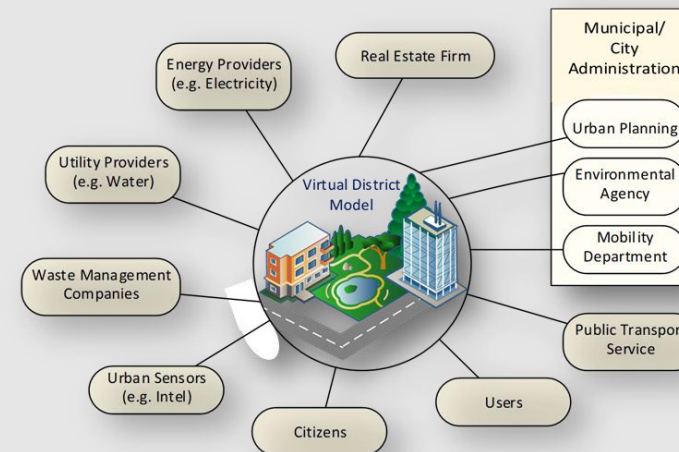 Municipal/
City
Administration
Real Estate Firm
Energy Providers
(e.g. Electricity)
Urban Planning
Utility Providers
(e.g. Water)
Virtual District
Model
Environmental
Agency
Mobility
Department
Waste Management
Companies
Public Transpor
Service
Urban Sensors
(e.g. Intel)
Users
Citizens